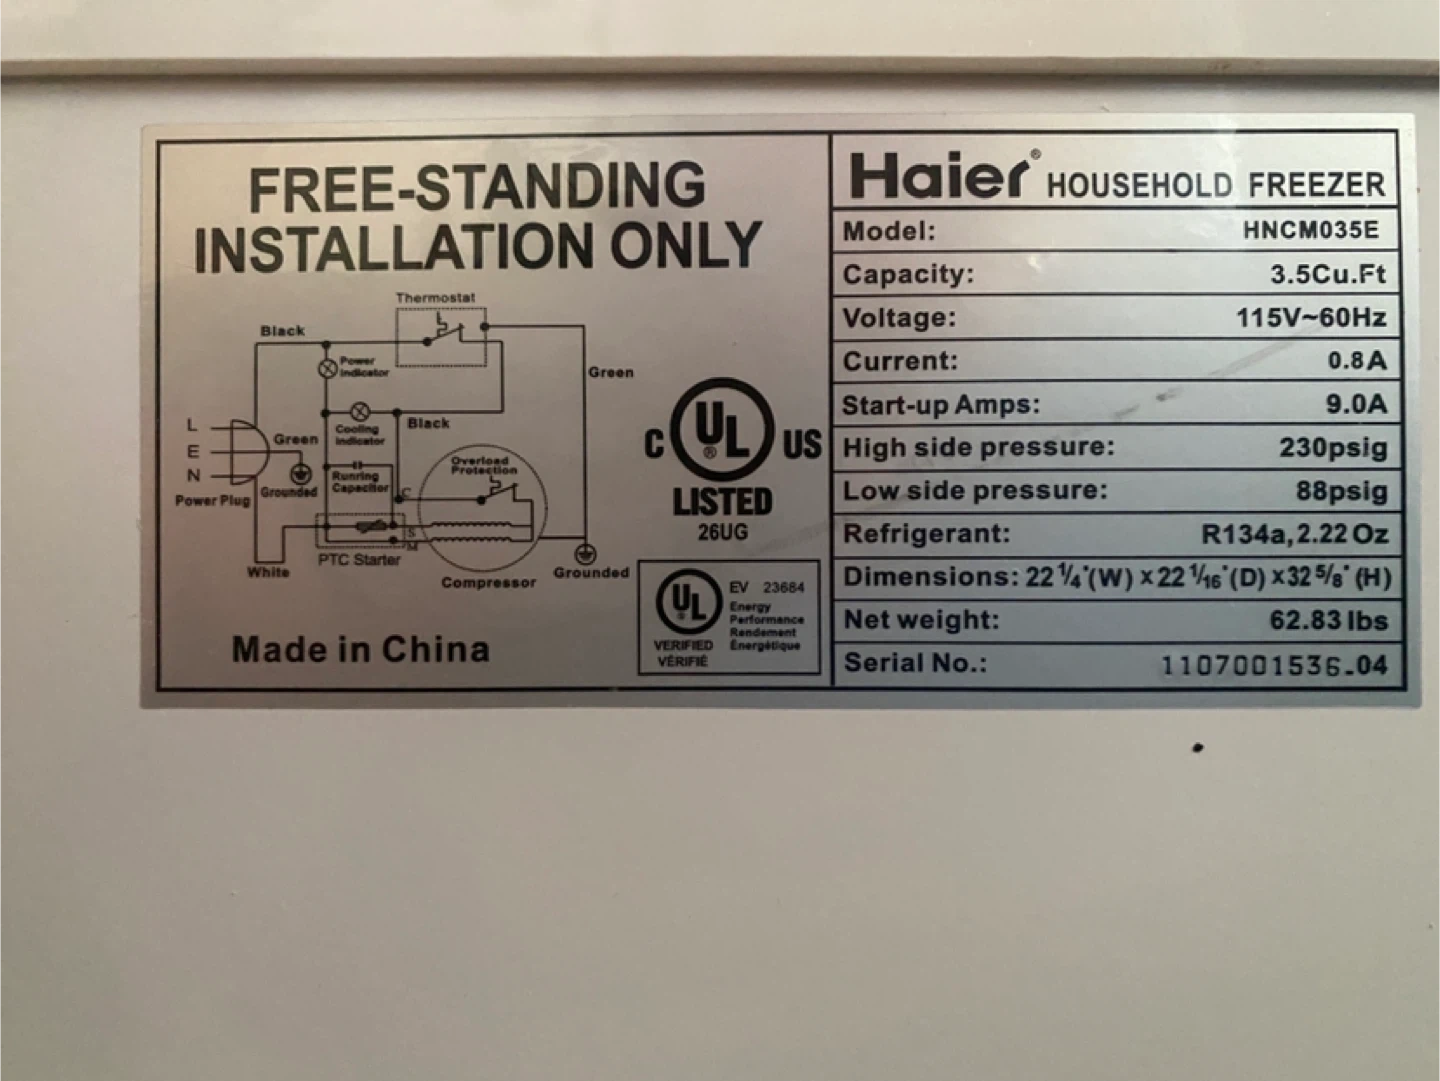 FREE-STANDING
INSTALLATION ONLY
Thermostat
Black
Power
Indicator
Green
L
E
N
Green
Cooling
Indicator
Black
Running
Capacitor
Overload
Protection
C
Power Plug
Grounded
S
M
White
PTC Starter
Compressor
Grounded
Made in China
C UL ® US
LISTED
26UG
UL
VERIFIED
VÉRIFIÉ
EV 23684
Energy
Performance
Rendement
Énergétique
Haier® HOUSEHOLD FREEZER
Model: HNCM035E
Capacity: 3.5Cu.Ft
Voltage: 115V~60Hz
Current: 0.8A
Start-up Amps: 9.0A
High side pressure: 230psig
Low side pressure: 88psig
Refrigerant: R134a,2.22 Oz
Dimensions: 22 1/4"(W) x 22 1/16"(D) x 32 5/8"(H)
Net weight: 62.83 lbs
Serial No.: 1107001536.04